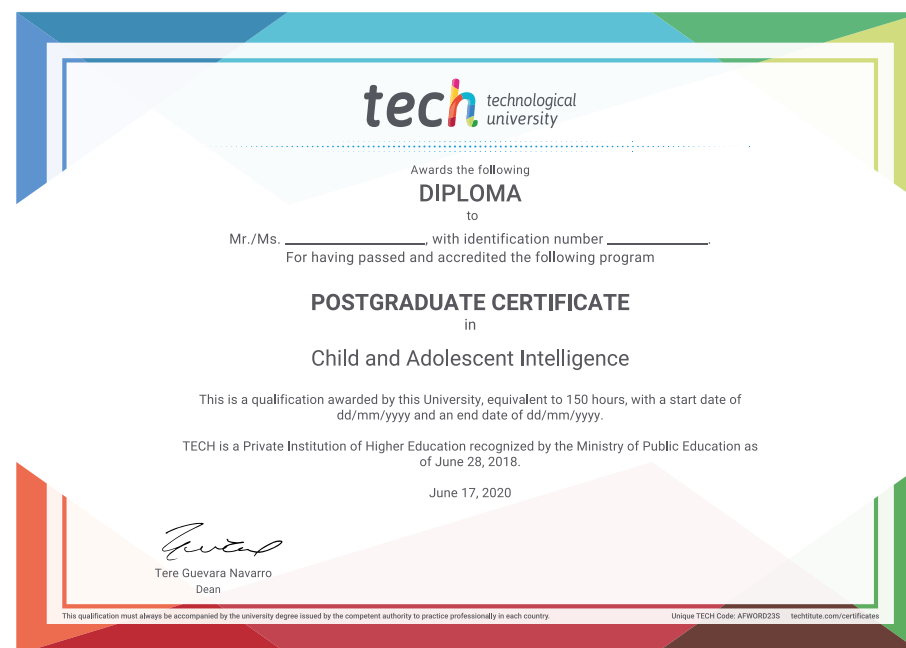 tech technological
university
Awards the following
DIPLOMA
to
Mr./Ms. ____________, with identification number ____________.
For having passed and accredited the following program
POSTGRADUATE CERTIFICATE
in
Child and Adolescent Intelligence
This is a qualification awarded by this University, equivalent to 150 hours, with a start date of
dd/mm/yyyy and an end date of dd/mm/yyyy.
TECH is a Private Institution of Higher Education recognized by the Ministry of Public Education as
of June 28, 2018.
June 17, 2020
Tere Guevara Navarro
Dean
This qualification must always be accompanied by the university degree issued by the competent authority to practice professionally in each country. Unique TECH Code: AFWORD23S techtitute.com/certificates